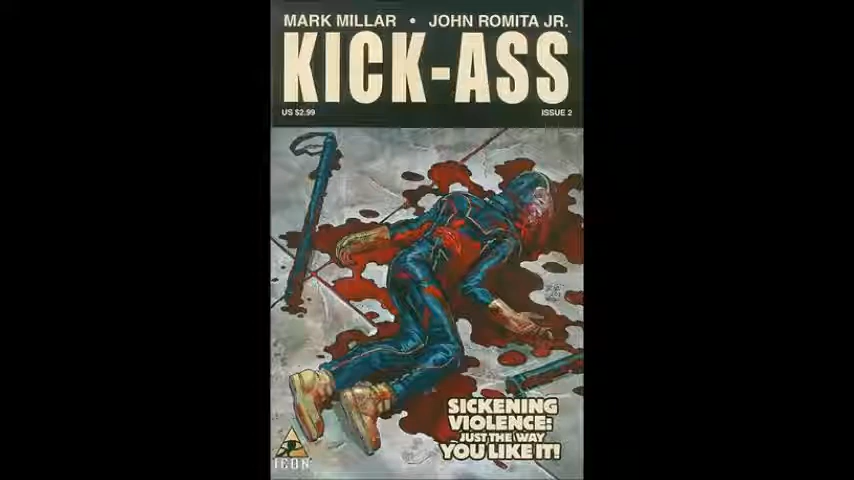 MARK MILLAR • JOHN ROMITA JR.
KICK-ASS
US $2.99
ISSUE 2
SICKENING
VIOLENCE:
JUST THE WAY
YOU LIKE IT!
ICON